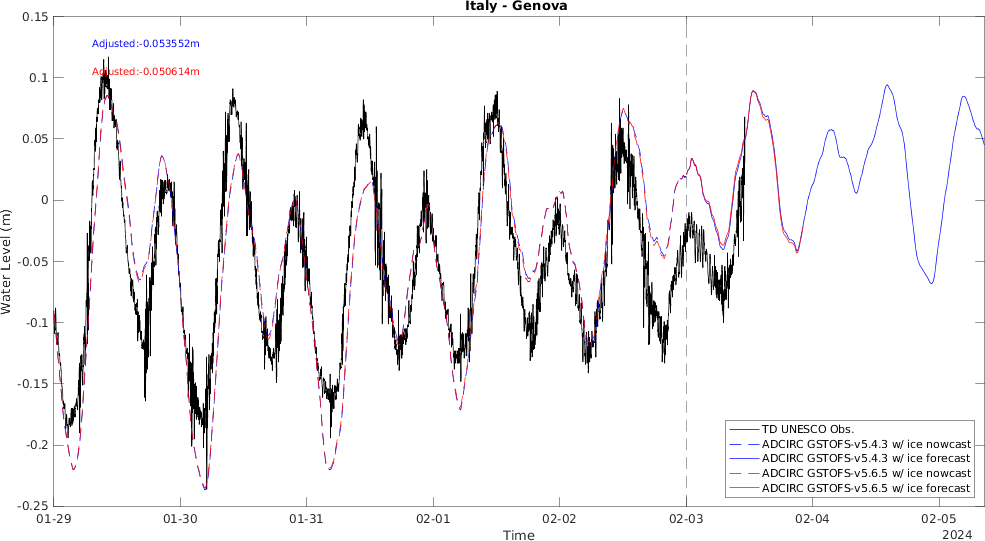 Italy - Genova
Adjusted:-0.053552m
Adjusted:-0.050614m
Water Level (m)
0.15
0.1
0.05
0
-0.05
-0.1
-0.15
-0.2
-0.25
TD UNESCO Obs.
ADCIRC GSTOFS-v5.4.3 w/ ice nowcast
ADCIRC GSTOFS-v5.4.3 w/ ice forecast
ADCIRC GSTOFS-v5.6.5 w/ ice nowcast
ADCIRC GSTOFS-v5.6.5 w/ ice forecast
01-29 01-30 01-31 02-01 02-02 02-03 02-04 02-05
Time
2024